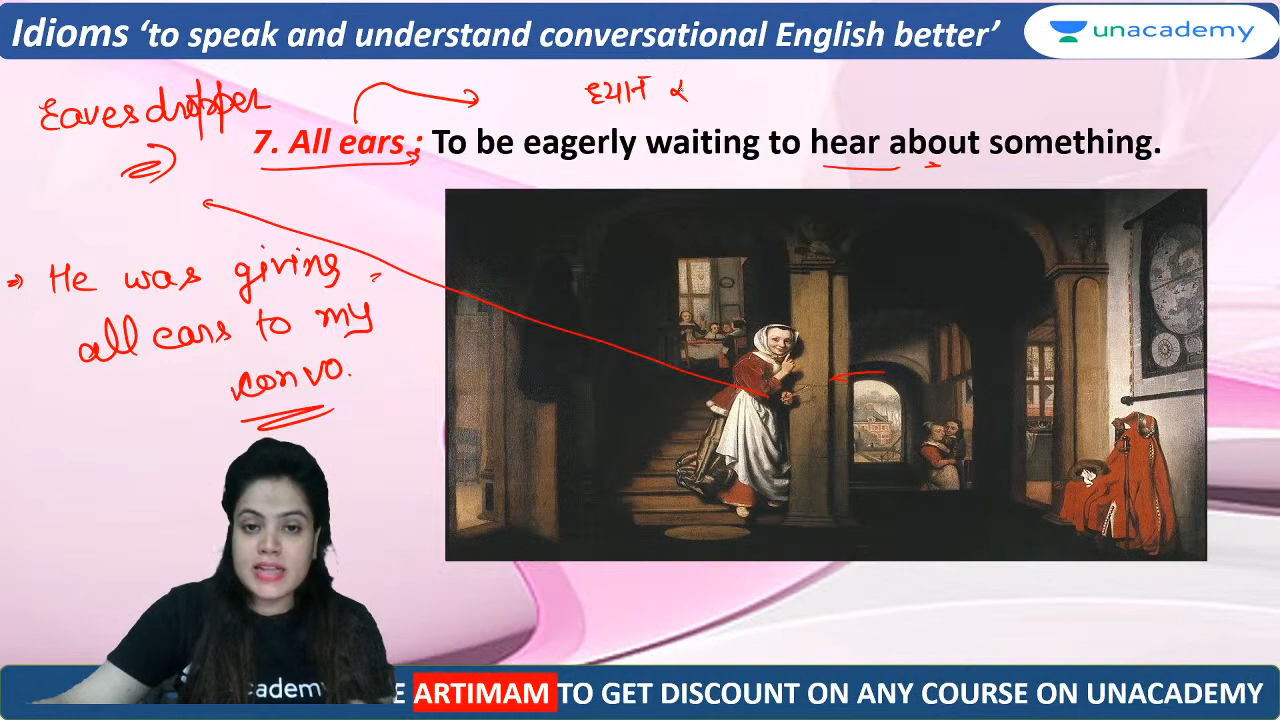 Idioms ‘to speak and understand conversational English better’
unacademy
Eavesdropper
ध्यान
7. All ears : To be eagerly waiting to hear about something.
He was giving
all ears to my
convo.
cademy
E ARTIMAM TO GET DISCOUNT ON ANY COURSE ON UNACADEMY